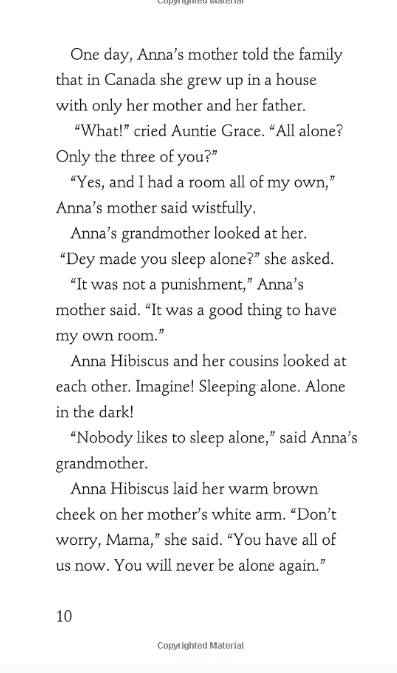 Copyrighted Material
One day, Anna’s mother told the family
that in Canada she grew up in a house
with only her mother and her father.
“What!” cried Auntie Grace. “All alone?
Only the three of you?”
“Yes, and I had a room all of my own,”
Anna’s mother said wistfully.
Anna’s grandmother looked at her.
“Dey made you sleep alone?” she asked.
“It was not a punishment,” Anna’s
mother said. “It was a good thing to have
my own room.”
Anna Hibiscus and her cousins looked at
each other. Imagine! Sleeping alone. Alone
in the dark!
“Nobody likes to sleep alone,” said Anna’s
grandmother.
Anna Hibiscus laid her warm brown
cheek on her mother’s white arm. “Don’t
worry, Mama,” she said. “You have all of
us now. You will never be alone again.”
10
Copyrighted Material